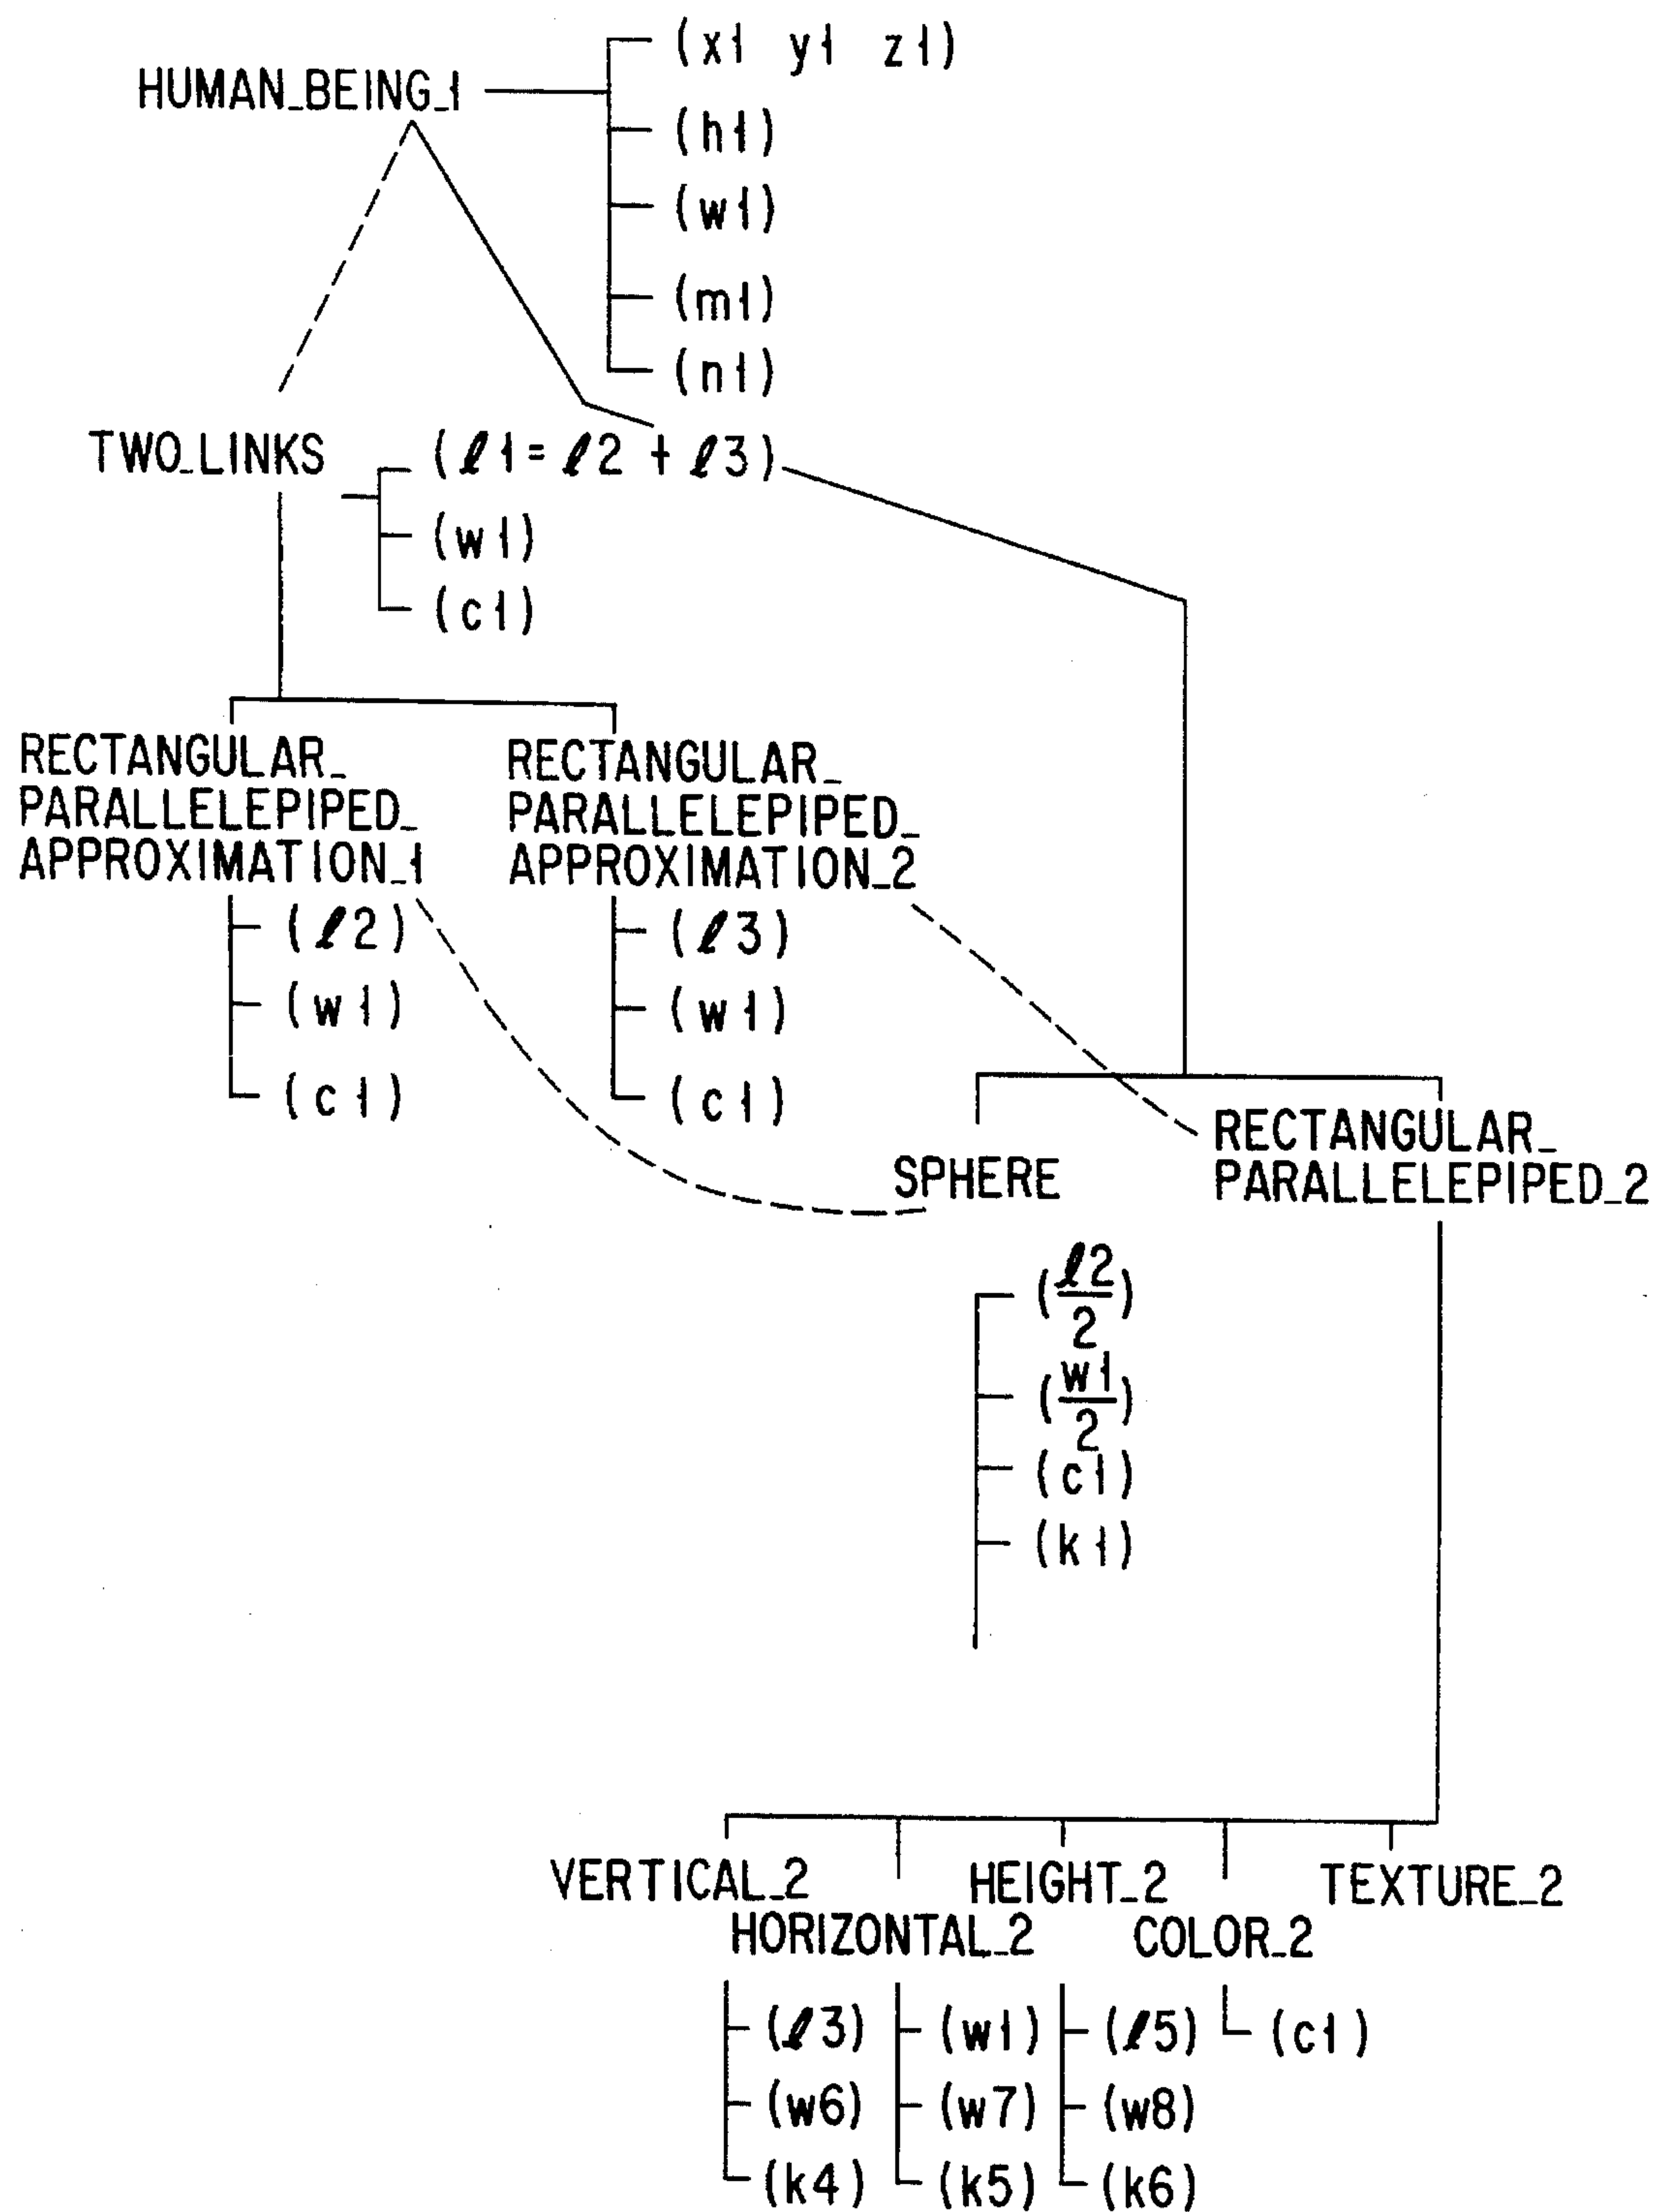 (x1 y1 z1)
HUMAN_BEING_1
(h1)
(w1)
(m1)
(n1)
TWO_LINKS
(ℓ1=ℓ2+ℓ3)
(w1)
(c1)
RECTANGULAR_
PARALLELEPIPED_
APPROXIMATION_1
(ℓ2)
(w1)
(c1)
RECTANGULAR_
PARALLELEPIPED_
APPROXIMATION_2
(ℓ3)
(w1)
(c1)
SPHERE
(ℓ2/2)
(w1/2)
(c1)
(k1)
RECTANGULAR_
PARALLELEPIPED_2
VERTICAL_2
HORIZONTAL_2
HEIGHT_2
COLOR_2
TEXTURE_2
(ℓ3) (w1) (ℓ5) (c1)
(w6) (w7) (w8)
(k4) (k5) (k6)